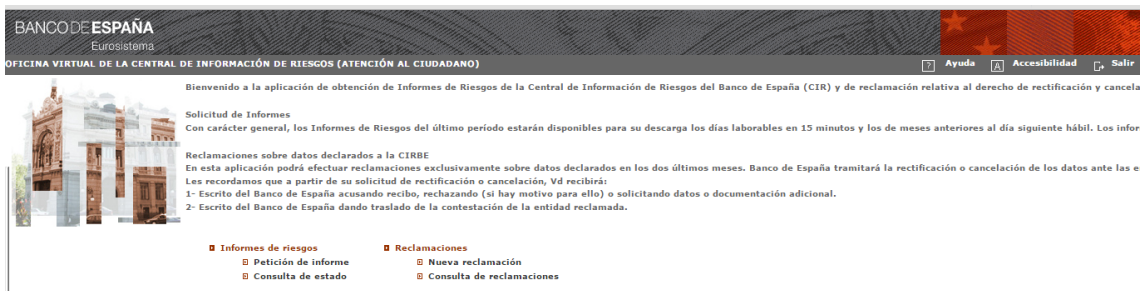 BANCO DE ESPAÑA
Eurosistema
OFICINA VIRTUAL DE LA CENTRAL DE INFORMACIÓN DE RIESGOS (ATENCIÓN AL CIUDADANO)
? Ayuda A Accesibilidad Salir
Bienvenido a la aplicación de obtención de Informes de Riesgos de la Central de Información de Riesgos del Banco de España (CIR) y de reclamación relativa al derecho de rectificación y cancela
Solicitud de Informes
Con carácter general, los Informes de Riesgos del último período estarán disponibles para su descarga los días laborables en 15 minutos y los de meses anteriores al día siguiente hábil. Los infor
Reclamaciones sobre datos declarados a la CIRBE
En esta aplicación podrá efectuar reclamaciones exclusivamente sobre datos declarados en los dos últimos meses. Banco de España tramitará la rectificación o cancelación de los datos ante las e
Les recordamos que a partir de su solicitud de rectificación o cancelación, Vd recibirá:
1- Escrito del Banco de España acusando recibo, rechazando (si hay motivo para ello) o solicitando datos o documentación adicional.
2- Escrito del Banco de España dando traslado de la contestación de la entidad reclamada.
Informes de riesgos
Petición de informe
Consulta de estado
Reclamaciones
Nueva reclamación
Consulta de reclamaciones